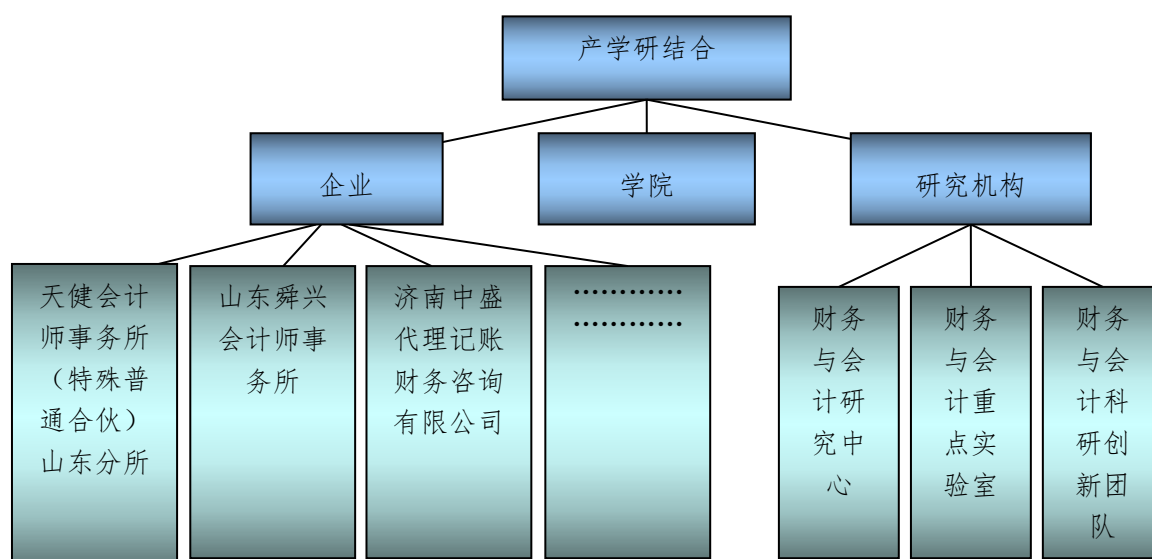 产学研结合
企业
学院
研究机构
天健会计
师事务所
（特殊普
通合伙）
山东分所
山东舜兴
会计师事
务所
济南中盛
代理记账
财务咨询
有限公司
…………
…………
财务
与会
计研
究中
心
财务
与会
计重
点实
验室
财务
与会
计科
研创
新团
队